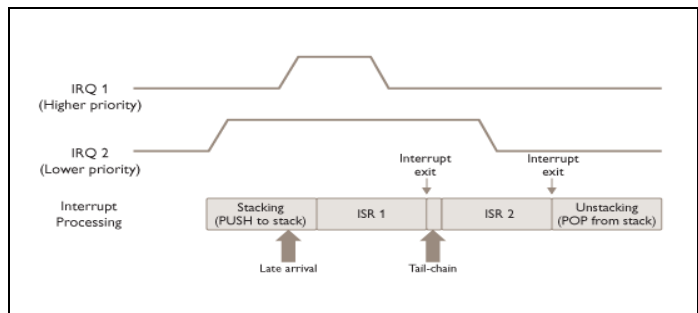 IRQ 1
(Higher priority)
IRQ 2
(Lower priority)
Interrupt
exit
Interrupt
exit
Interrupt
Processing
Stacking
(PUSH to stack)
ISR 1
ISR 2
Unstacking
(POP from stack)
Late arrival
Tail-chain